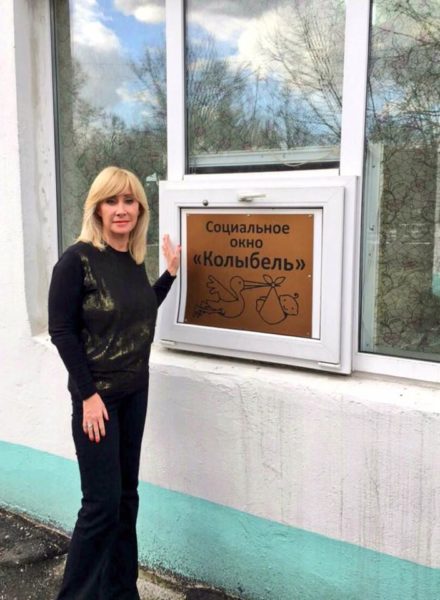 Социальное
окно
«Колыбель»